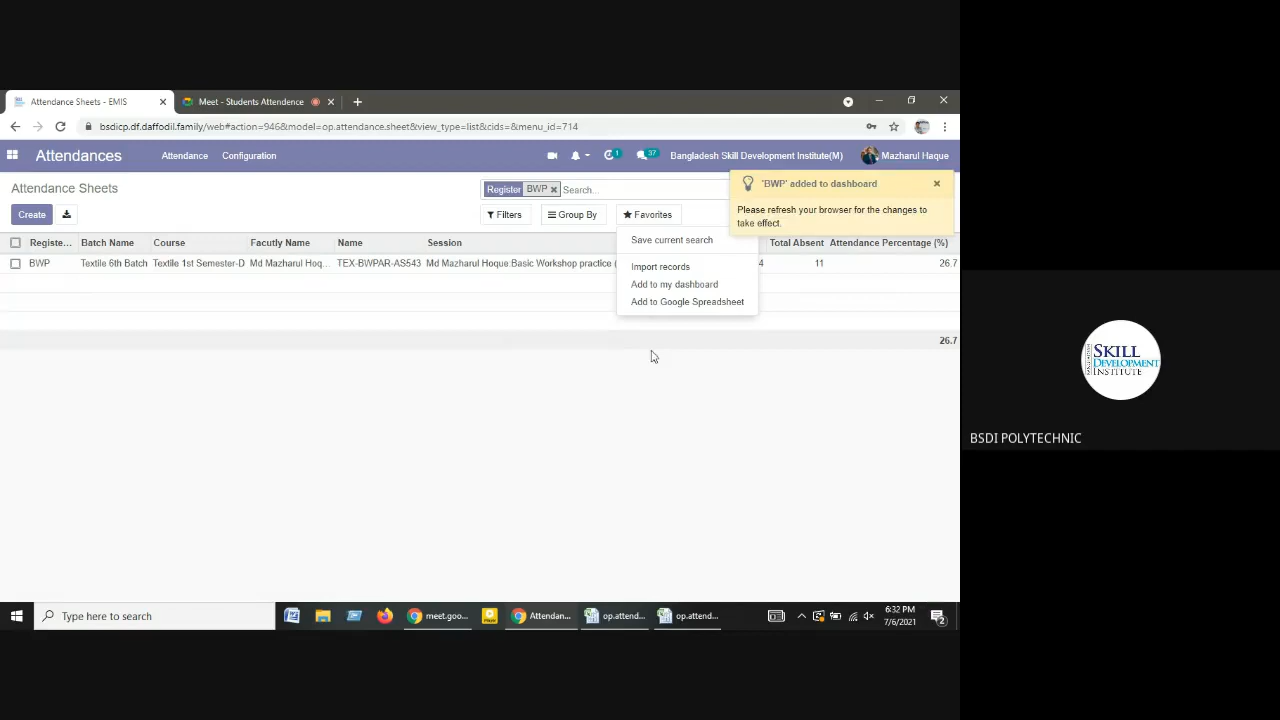 Attendance Sheets - EMIS
Meet - Students Attendence
bsdicp.df.daffodil.family/web#action=946&model=op.attendance.sheet&view_type=list&cids=&menu_id=714
Attendances Attendance Configuration 1 37 Bangladesh Skill Development Institute(M) Mazharul Haque
Attendance Sheets
Register BWP Search...
'BWP' added to dashboard
Please refresh your browser for the changes to
take effect.
Create
Filters Group By Favorites
Save current search
Import records
Add to my dashboard
Add to Google Spreadsheet
Registe... Batch Name Course Facutly Name Name Session Total Absent Attendance Percentage (%)
BWP Textile 6th Batch Textile 1st Semester-D Md Mazharul Hoq... TEX-BWPAR-AS543 Md Mazharul Hoque:Basic Workshop practice ( 4 11 26.7
26.7
SKILL
DEVELOPMENT
INSTITUTE
BSDI POLYTECHNIC
Type here to search
meet.goo... Attendan... op.attend... op.attend...
6:32 PM
7/6/2021
2